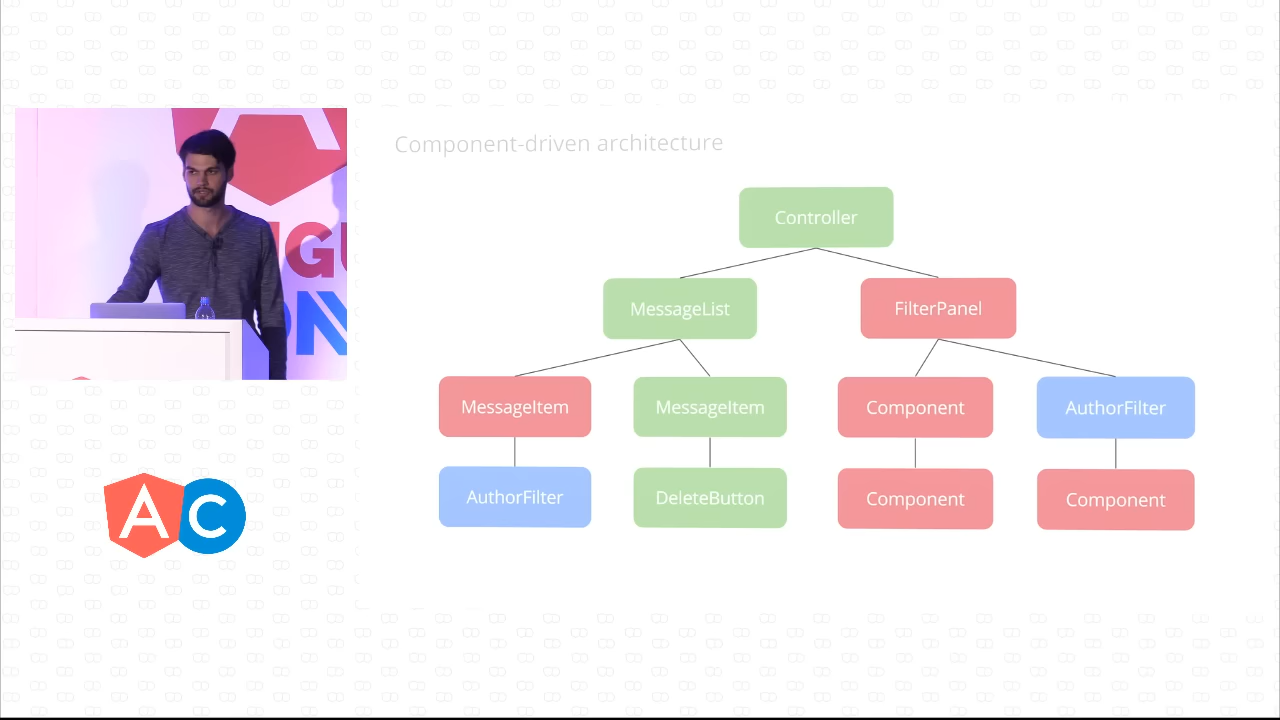 Component-driven architecture
Controller
MessageList
FilterPanel
MessageItem
MessageItem
Component
AuthorFilter
AuthorFilter
DeleteButton
Component
Component
A
C